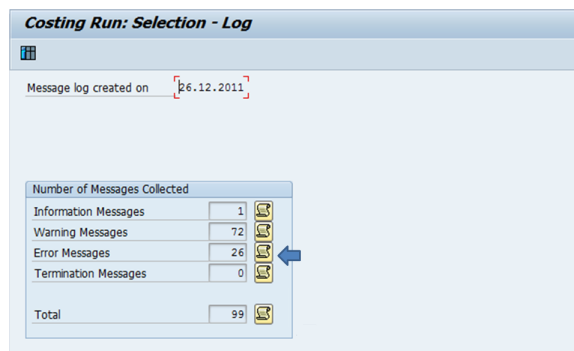 Costing Run: Selection - Log
Message log created on 26.12.2011
Number of Messages Collected
Information Messages 1
Warning Messages 72
Error Messages 26
Termination Messages 0
Total 99